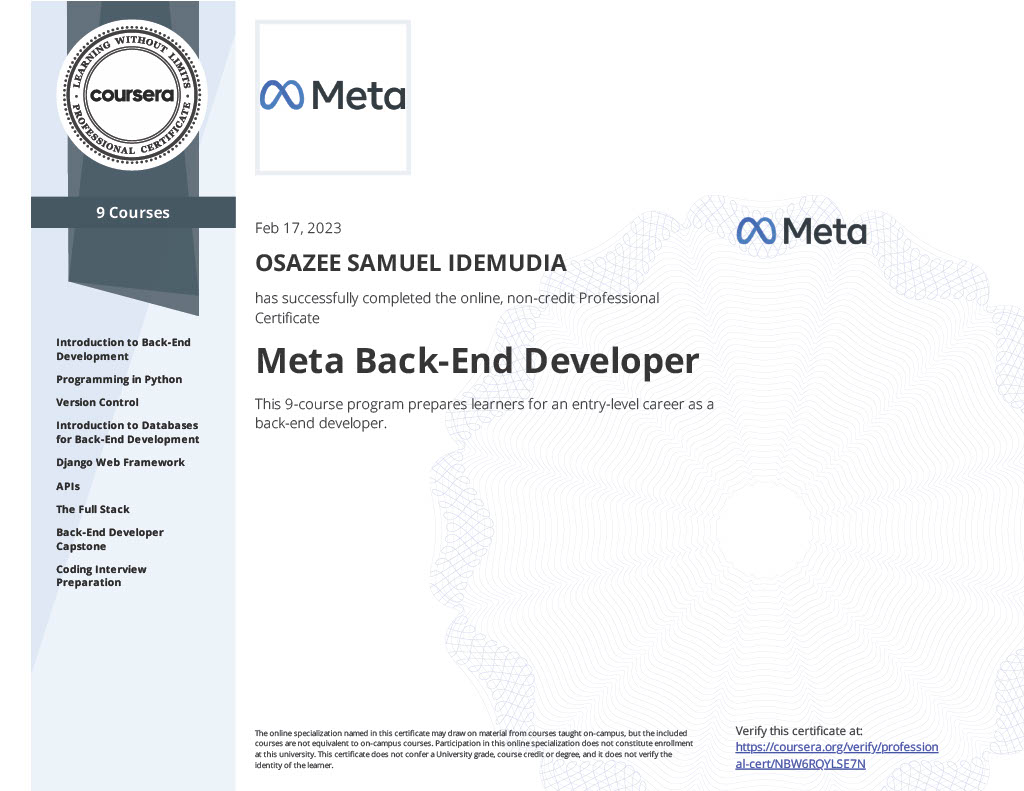 LEARNING WITHOUT LIMITS
coursera
PROFESSIONAL CERTIFICATE
Meta
9 Courses
Introduction to Back-End
Development
Programming in Python
Version Control
Introduction to Databases
for Back-End Development
Django Web Framework
APIs
The Full Stack
Back-End Developer
Capstone
Coding Interview
Preparation
Feb 17, 2023
OSAZEE SAMUEL IDEMUDIA
has successfully completed the online, non-credit Professional
Certificate
Meta Back-End Developer
This 9-course program prepares learners for an entry-level career as a
back-end developer.
Meta
The online specialization named in this certificate may draw on material from courses taught on-campus, but the included
courses are not equivalent to on-campus courses. Participation in this online specialization does not constitute enrollment
at this university. This certificate does not confer a University grade, course credit or degree, and it does not verify the
identity of the learner.
Verify this certificate at:
https://coursera.org/verify/profession
al-cert/NBW6RQYLSE7N